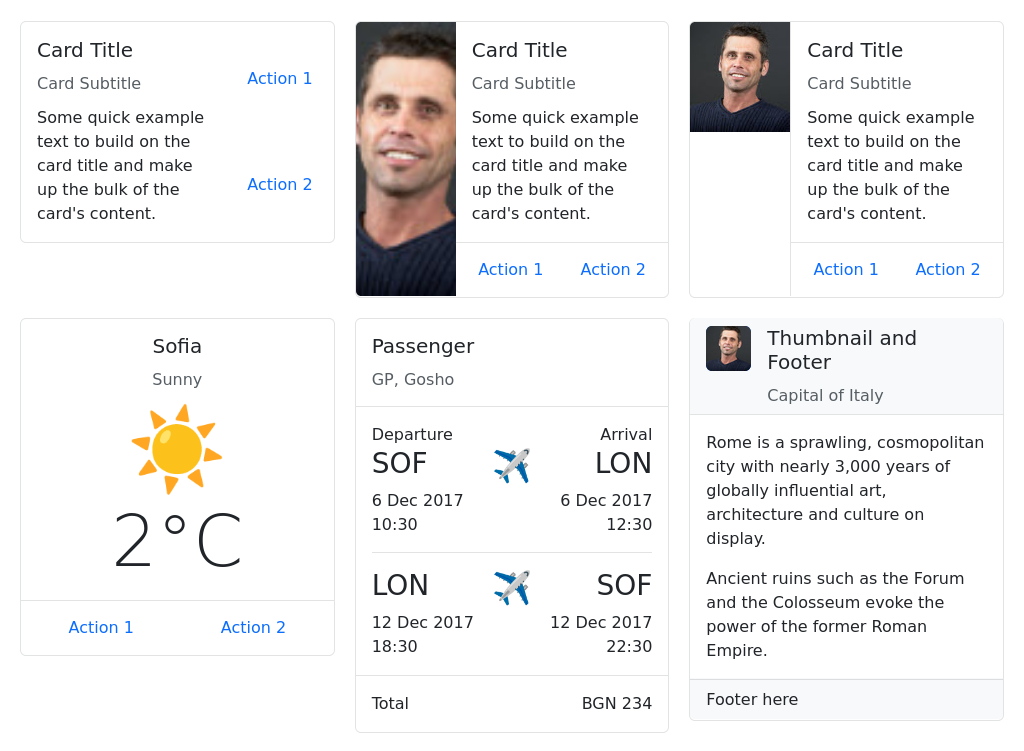 Card Title
Card Subtitle
Some quick example
text to build on the
card title and make
up the bulk of the
card's content.
Action 1
Action 2
Card Title
Card Subtitle
Some quick example
text to build on the
card title and make
up the bulk of the
card's content.
Action 1 Action 2
Card Title
Card Subtitle
Some quick example
text to build on the
card title and make
up the bulk of the
card's content.
Action 1 Action 2
Sofia
Sunny
2°C
Action 1 Action 2
Passenger
GP, Gosho
Departure Arrival
SOF LON
6 Dec 2017 6 Dec 2017
10:30 12:30
LON SOF
12 Dec 2017 12 Dec 2017
18:30 22:30
Total BGN 234
Thumbnail and
Footer
Capital of Italy
Rome is a sprawling, cosmopolitan
city with nearly 3,000 years of
globally influential art,
architecture and culture on
display.
Ancient ruins such as the Forum
and the Colosseum evoke the
power of the former Roman
Empire.
Footer here